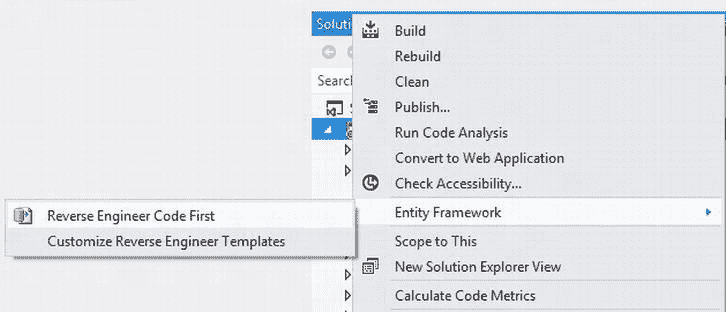 Solutio
Build
Rebuild
Search
Clean
Publish...
Run Code Analysis
Convert to Web Application
Check Accessibility...
Entity Framework
Reverse Engineer Code First
Customize Reverse Engineer Templates
Scope to This
New Solution Explorer View
Calculate Code Metrics